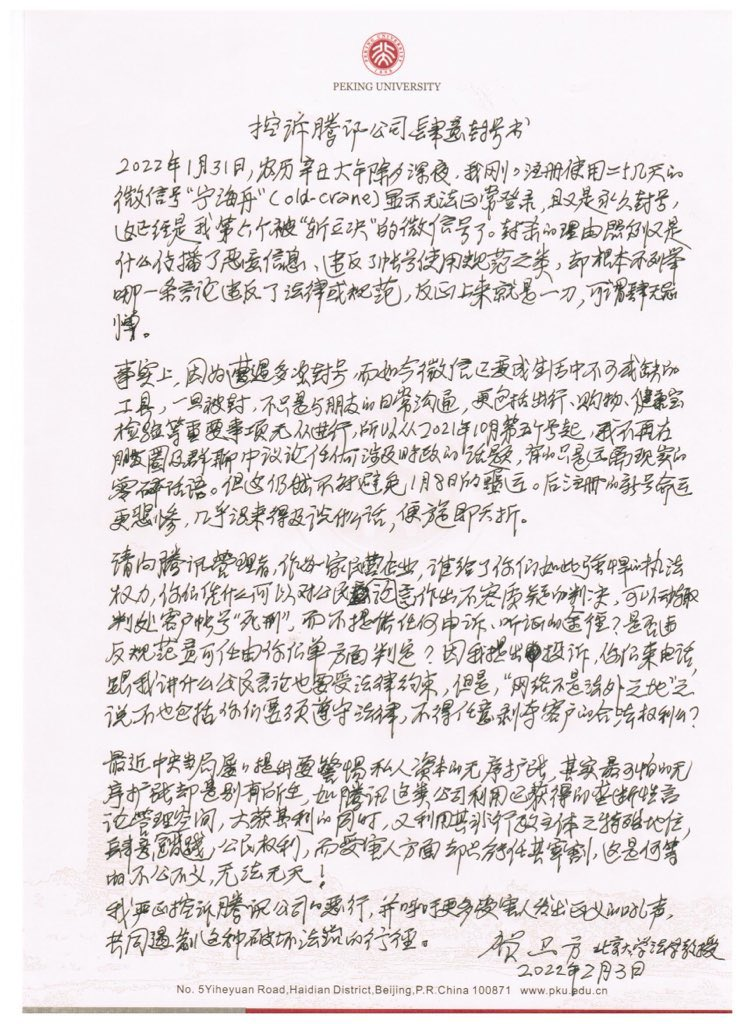 PEKING UNIVERSITY
控诉腾讯公司肆意封号书
2022年1月31日，农历辛丑大年除夕深夜，我刚刚注册使用二十几天的
微信号“宁海丹”(old-crane)显示无法正常登录，且又是永久封号，
这已经是我第六个被“斩立决”的微信号了。封杀的理由照例又是
什么传播了恶意信息、违反了帐号使用规范之类，却根本不列举
哪一条言论违反了法律或规范，反正上来就是一刀，可谓肆无忌
惮。
事实上，因为遭遇多次封号，而如今微信已变成生活中不可或缺的
工具，一旦被封，不只是与朋友的日常沟通，更包括出行、购物、健康宝
检验等重要事项无从进行，所以从2021年10月第五个号起，我不再在
朋友圈及群聊中议论任何涉及时政的话题，有的只是远离现实的
零碎话语。但这仍然不能避免1月8日的噩运。后注册的新号命运
更悲惨，几乎没来得及说什么话，便旋即夭折。
请问腾讯管理者，作为一家民营企业，谁给了你们如此强悍的执法
权力，你们凭什么可以对公民言论作出不容质疑的判决，可以动辄
判处客户帐号“死刑”，而不提供任何申诉、听证的途径？是否违
反规范岂可任由你们单方面判定？因我提出投诉，你们来电话，
跟我讲什么公民言论也要受法律约束，但是，“网络不是法外之地”之
说不也包括你们要须遵守法律，不得任意剥夺客户的合法权利么？
最近中央当局屡屡提出要警惕私人资本的无序扩张，其实最可怕的无
序扩张却是别有所在，如腾讯这类公司利用已获得的垄断性言
论管理空间，大获其利的同时，又利用其非行政主体之特殊地位，
肆意毁贱公民权利，而受害人方面却只能任其宰割，这是何等
的不公不义，无法无天！
我严正控诉腾讯公司的恶行，并呼吁更多受害人发出正义的吼声，
共同遏制这种破坏法治的行径。
贺卫方 北京大学法学教授
2022年2月3日
No. 5Yiheyuan Road,Haidian District,Beijing,P.R.China 100871 www.pku.edu.cn